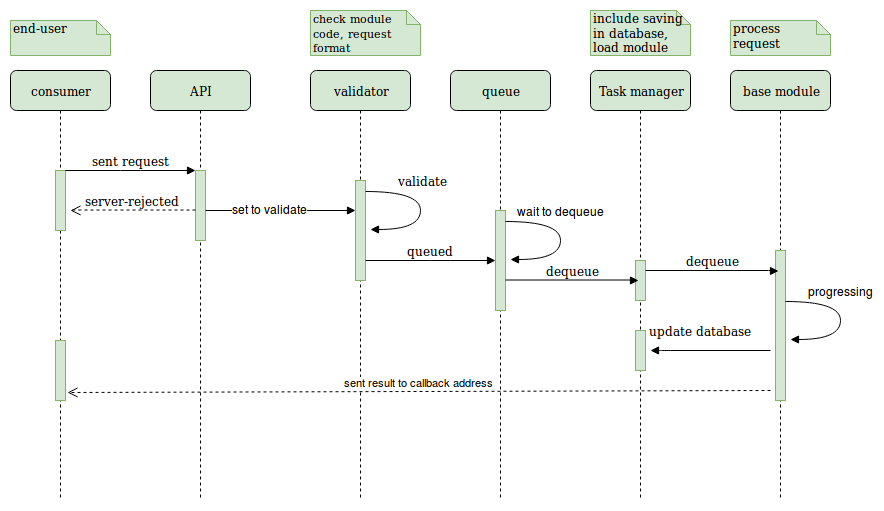 end-user
check module
code, request
format
include saving
in database,
load module
process
request
consumer
API
validator
queue
Task manager
base module
sent request
validate
server-rejected
set to validate
wait to dequeue
queued
dequeue
dequeue
progressing
update database
sent result to callback address